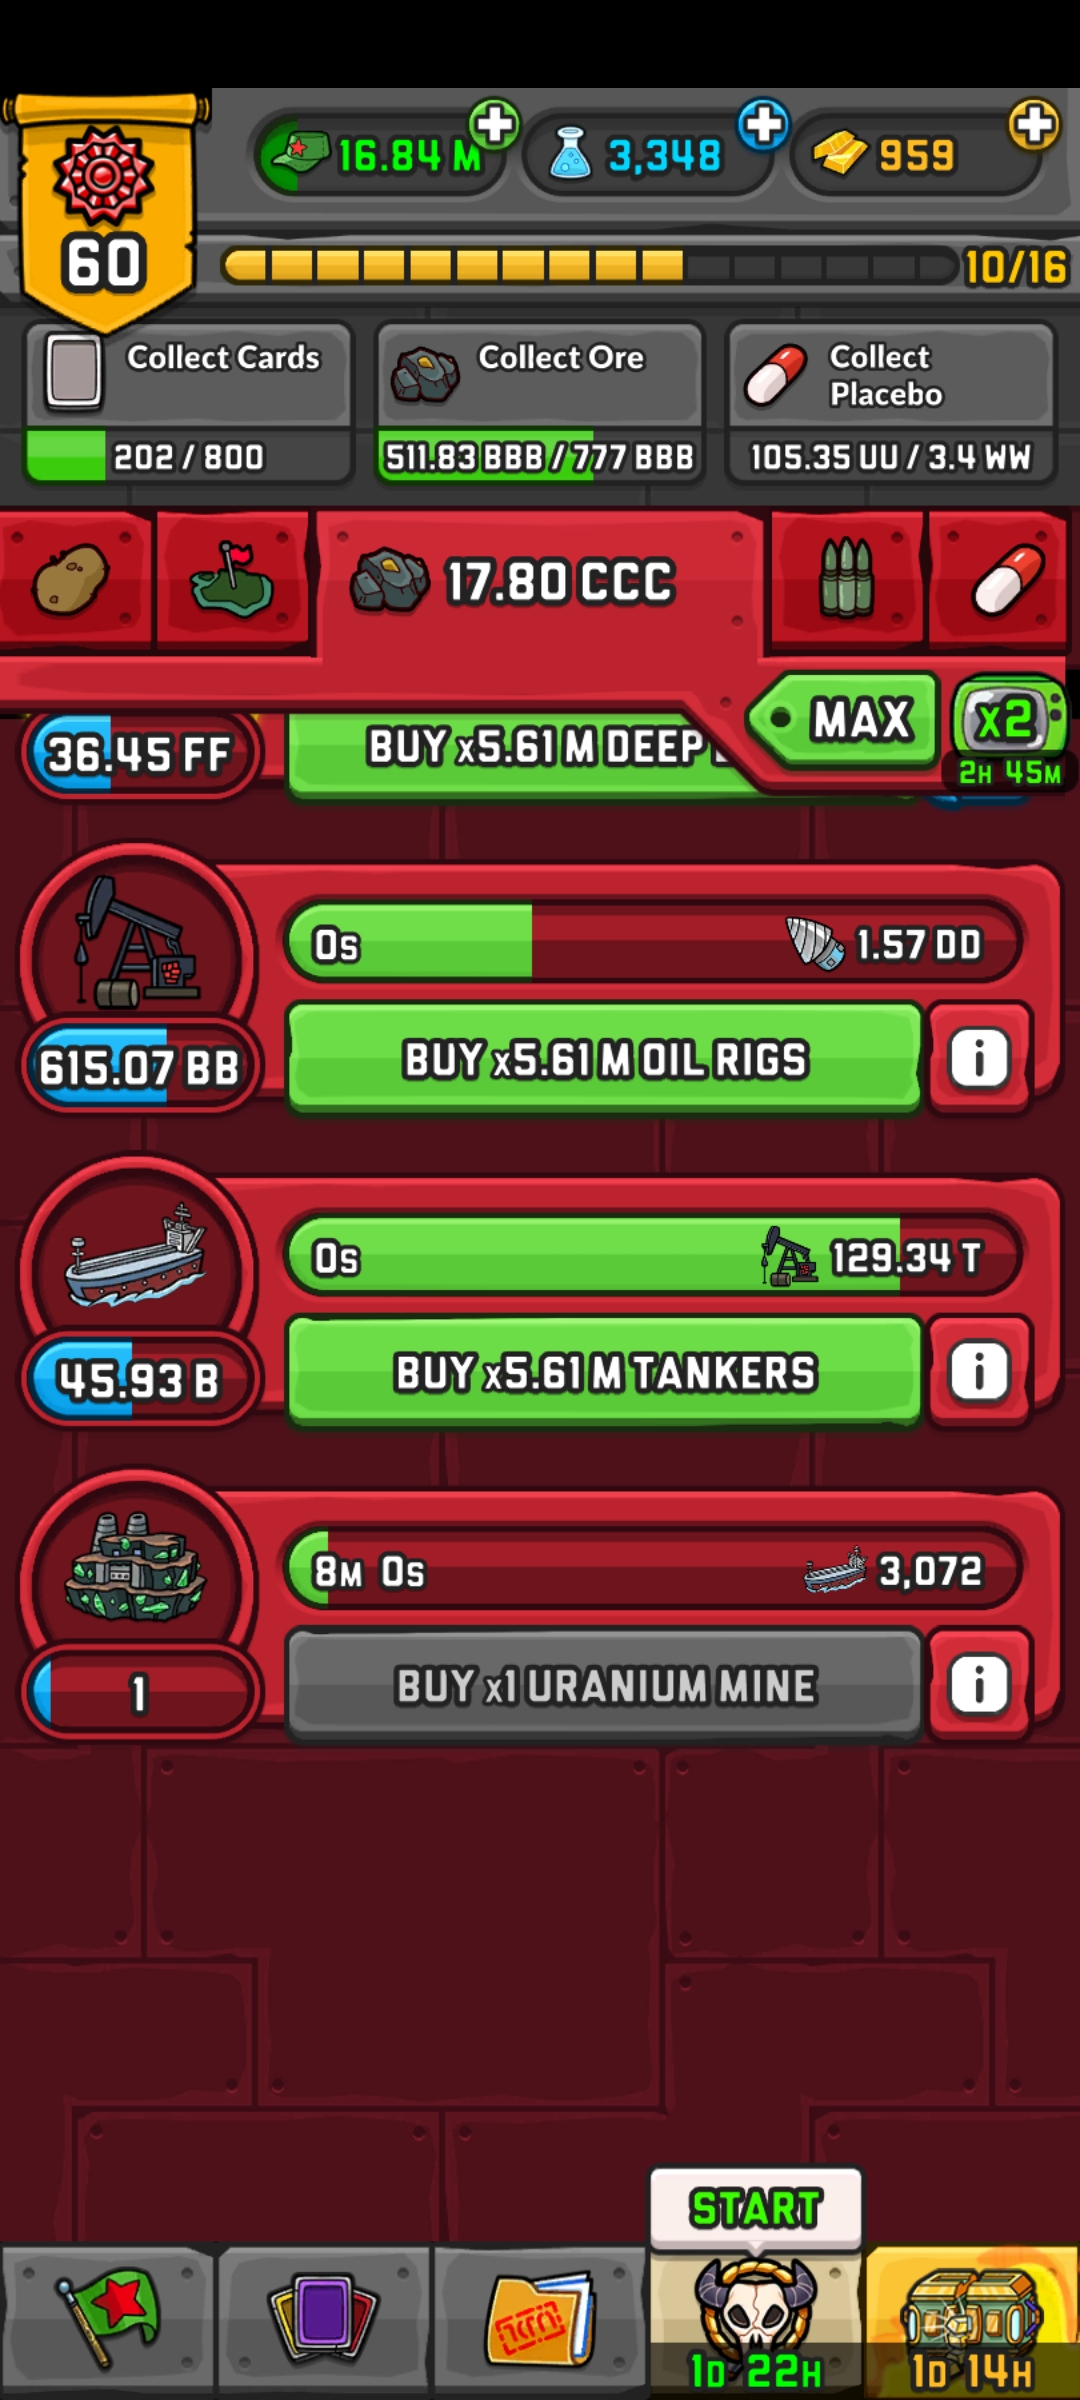 16.84 M
3,348
959
60
10/16
Collect Cards
202 / 800
Collect Ore
511.83 BBB / 777 BBB
Collect
Placebo
105.35 UU / 3.4 WW
17.80 CCC
MAX
x2
2H 45M
36.45 FF
BUY x5.61 M DEEP
0s
1.57 DD
615.07 BB
BUY x5.61 M OIL RIGS
i
0s
129.34 T
45.93 B
BUY x5.61 M TANKERS
i
8M 0s
3,072
1
BUY x1 URANIUM MINE
i
START
1D 22H
1D 14H